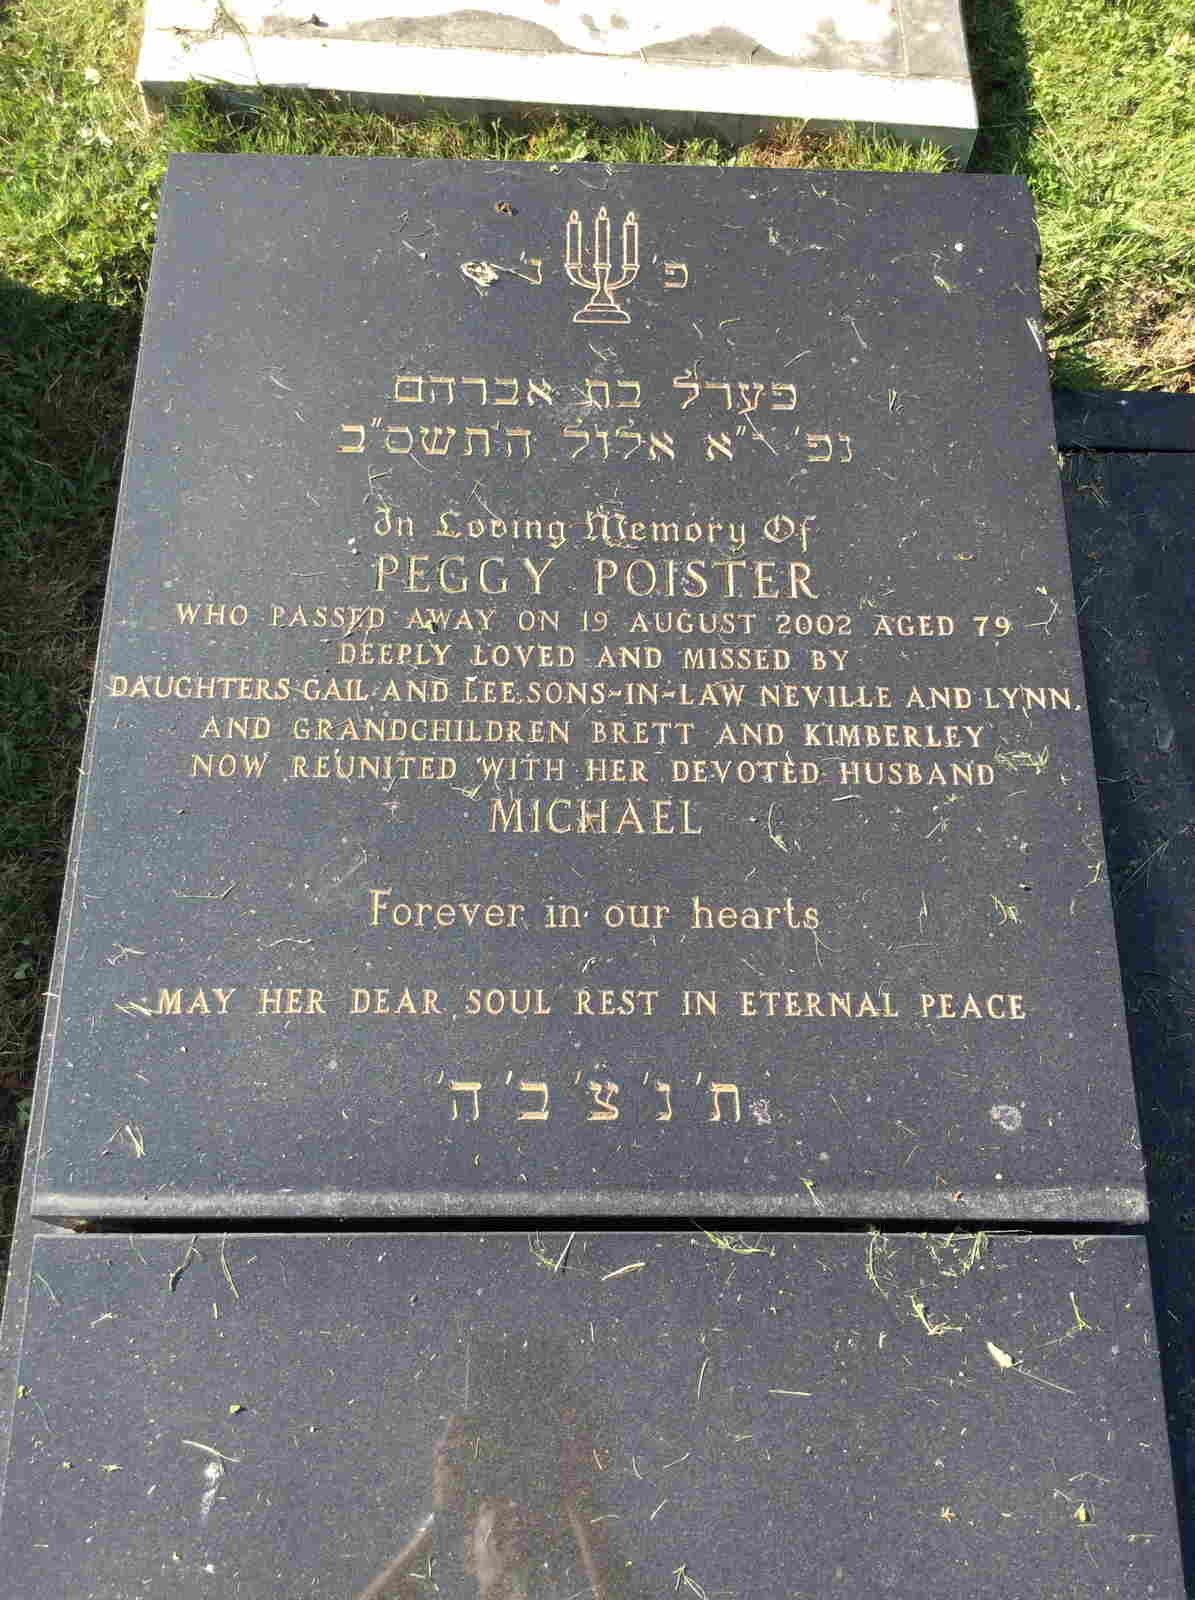 פ' נ'
פערל בת אברהם
נפ' י"א אלול ה'תשס"ב
In Loving Memory Of
PEGGY POISTER
WHO PASSED AWAY ON 19 AUGUST 2002 AGED 79
DEEPLY LOVED AND MISSED BY
DAUGHTERS GAIL AND LEE, SONS-IN-LAW NEVILLE AND LYNN,
AND GRANDCHILDREN BRETT AND KIMBERLEY
NOW REUNITED WITH HER DEVOTED HUSBAND
MICHAEL
Forever in our hearts
MAY HER DEAR SOUL REST IN ETERNAL PEACE
ת' נ' צ' ב' ה'